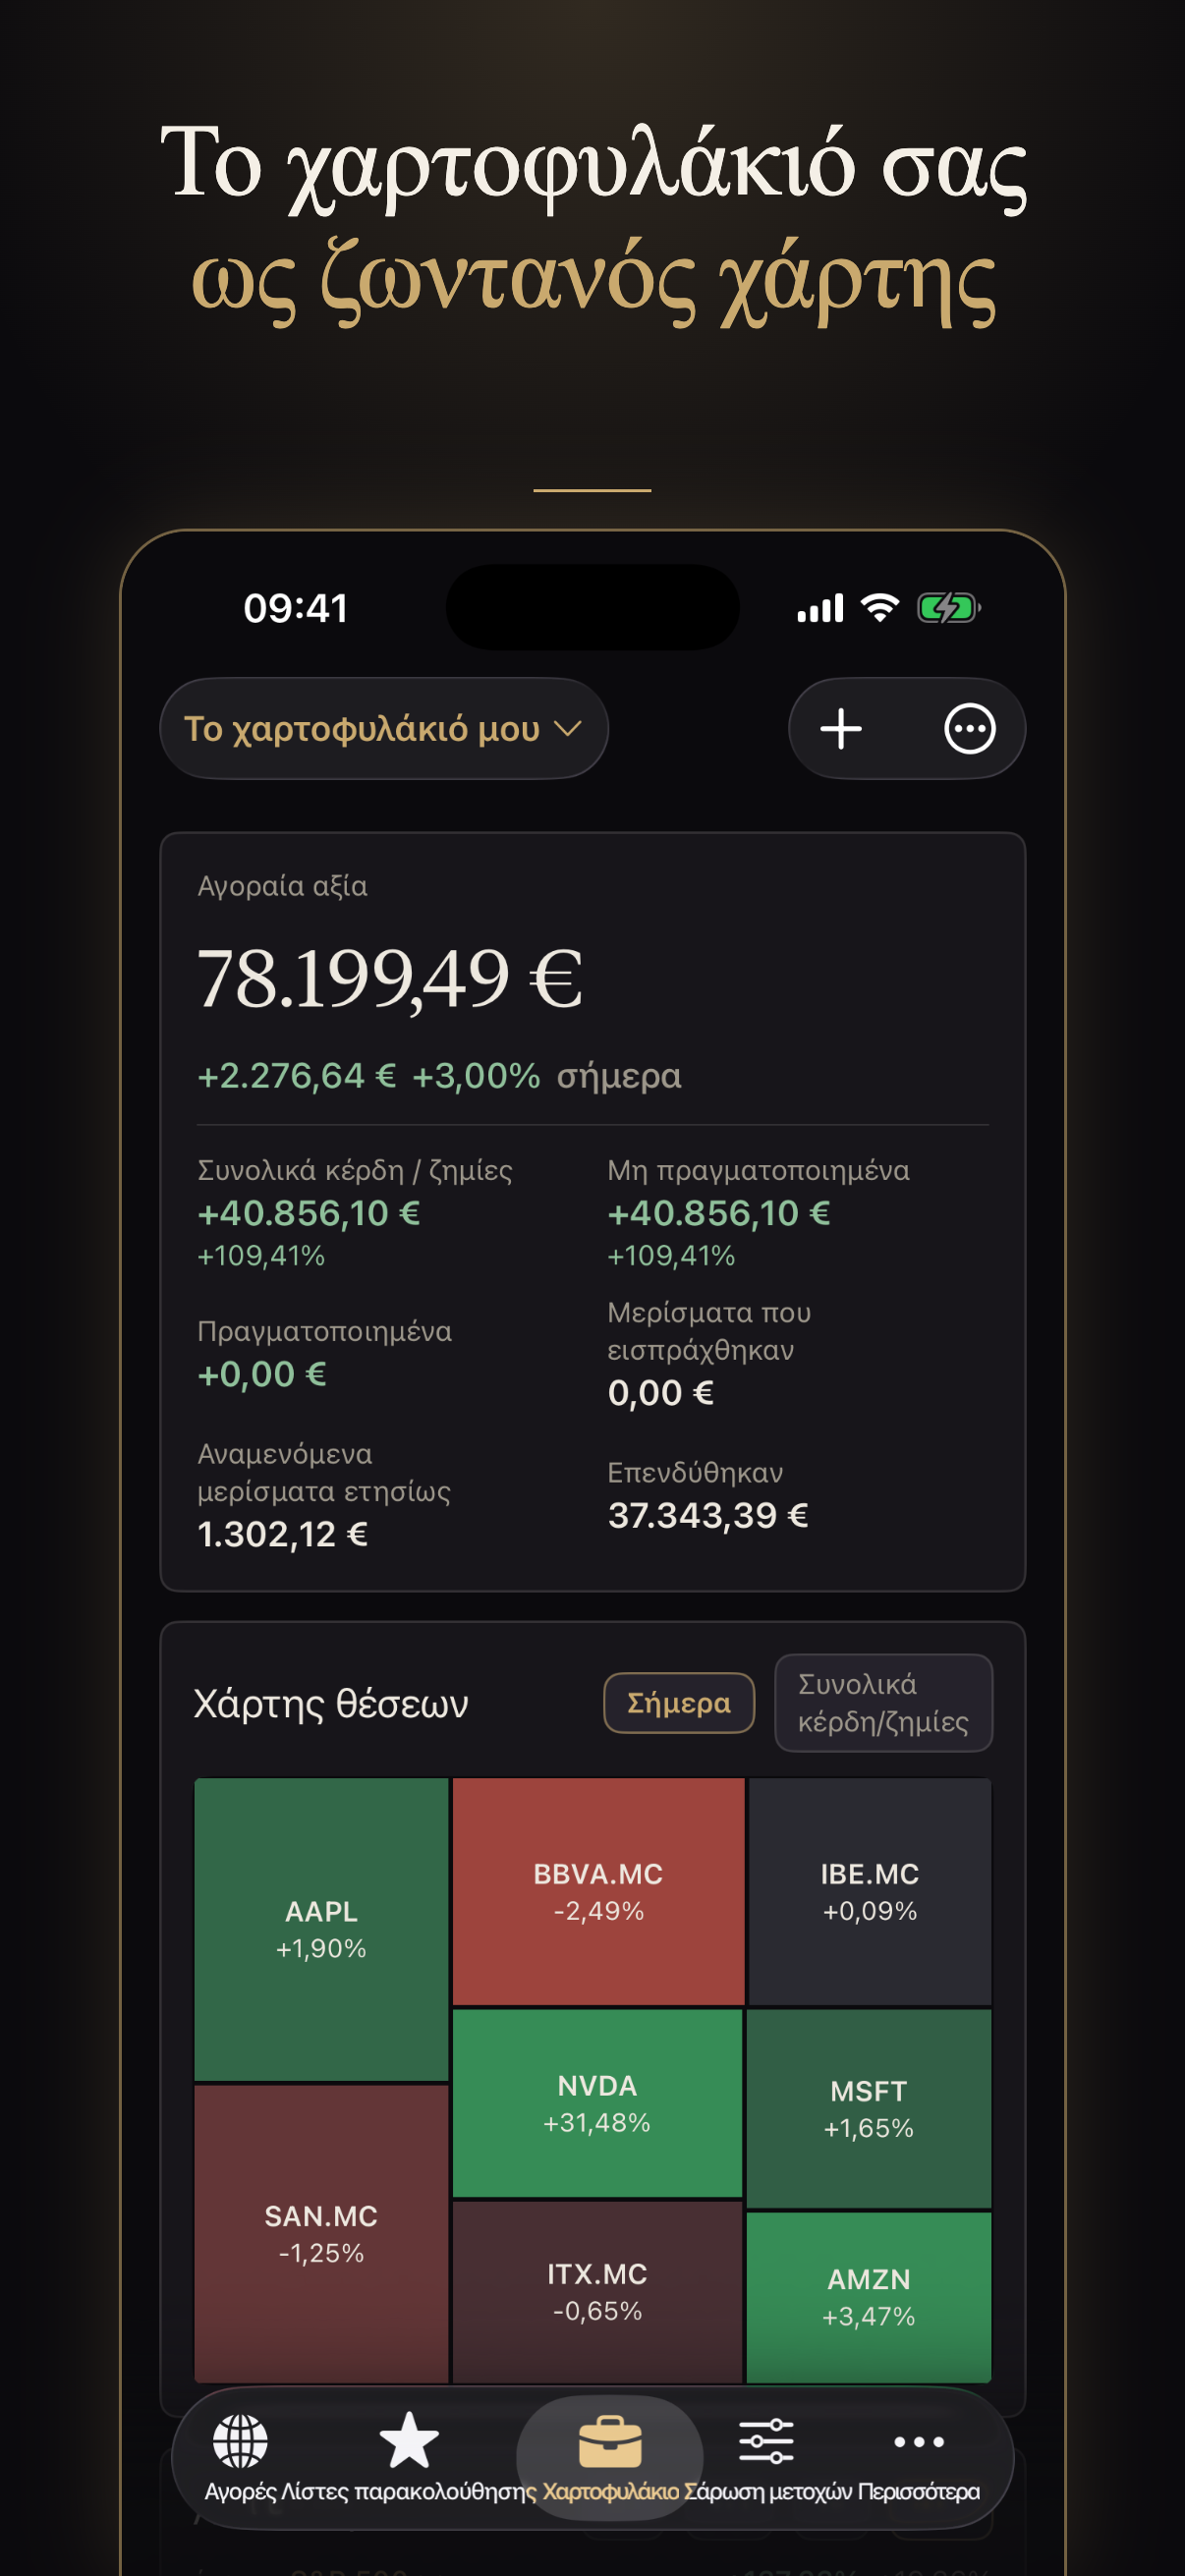 Το χαρτοφυλάκιό σας
ως ζωντανός χάρτης
09:41
Το χαρτοφυλάκιό μου
Αγοραία αξία
78.199,49 €
+2.276,64 € +3,00% σήμερα
Συνολικά κέρδη / ζημίες
+40.856,10 €
+109,41%
Μη πραγματοποιημένα
+40.856,10 €
+109,41%
Πραγματοποιημένα
+0,00 €
Μερίσματα που
εισπράχθηκαν
0,00 €
Αναμενόμενα
μερίσματα ετησίως
1.302,12 €
Επενδύθηκαν
37.343,39 €
Χάρτης θέσεων
Σήμερα
Συνολικά
κέρδη/ζημίες
AAPL
+1,90%
BBVA.MC
-2,49%
IBE.MC
+0,09%
NVDA
+31,48%
MSFT
+1,65%
SAN.MC
-1,25%
ITX.MC
-0,65%
AMZN
+3,47%
Αγορές Λίστες παρακολούθησης Χαρτοφυλάκιο Σάρωση μετοχών Περισσότερα